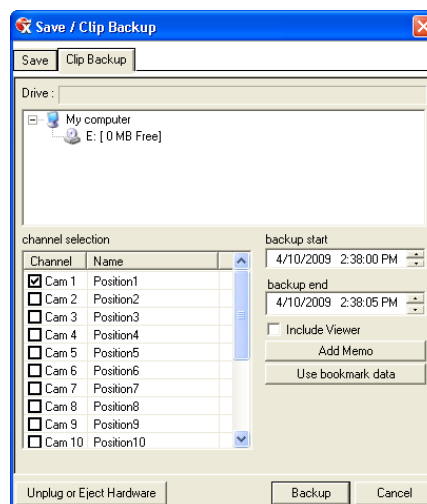 Save / Clip Backup
Save Clip Backup
Drive :
My computer
E: [ 0 MB Free]
channel selection
Channel Name
Cam 1 Position1
Cam 2 Position2
Cam 3 Position3
Cam 4 Position4
Cam 5 Position5
Cam 6 Position6
Cam 7 Position7
Cam 8 Position8
Cam 9 Position9
Cam 10 Position10
backup start
4/10/2009 2:38:00 PM
backup end
4/10/2009 2:38:05 PM
Include Viewer
Add Memo
Use bookmark data
Unplug or Eject Hardware Backup Cancel